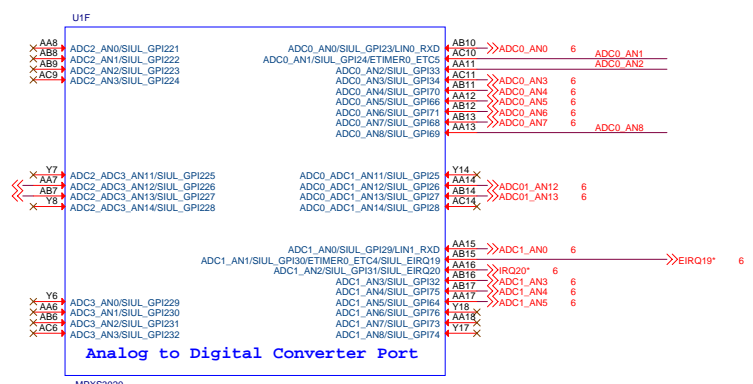 U1F
AA8 ADC2_AN0/SIUL_GPI221 ADC0_AN0/SIUL_GPI23/LIN0_RXD AB10 ADC0_AN0 6
AB8 ADC2_AN1/SIUL_GPI222 ADC0_AN1/SIUL_GPI24/ETIMER0_ETC5 AC10 ADC0_AN1
AB9 ADC2_AN2/SIUL_GPI223 ADC0_AN2/SIUL_GPI33 AA11 ADC0_AN2
AC9 ADC2_AN3/SIUL_GPI224 ADC0_AN3/SIUL_GPI34 AC11 ADC0_AN3 6
ADC0_AN4/SIUL_GPI70 AB11 ADC0_AN4 6
ADC0_AN5/SIUL_GPI66 AA12 ADC0_AN5 6
ADC0_AN6/SIUL_GPI71 AB12 ADC0_AN6 6
ADC0_AN7/SIUL_GPI68 AB13 ADC0_AN7 6
ADC0_AN8/SIUL_GPI69 AA13 ADC0_AN8
Y7 ADC2_ADC3_AN11/SIUL_GPI225 ADC0_ADC1_AN11/SIUL_GPI25 Y14
AA7 ADC2_ADC3_AN12/SIUL_GPI226 ADC0_ADC1_AN12/SIUL_GPI26 AA14 ADC01_AN12 6
AB7 ADC2_ADC3_AN13/SIUL_GPI227 ADC0_ADC1_AN13/SIUL_GPI27 AB14 ADC01_AN13 6
Y8 ADC2_ADC3_AN14/SIUL_GPI228 ADC0_ADC1_AN14/SIUL_GPI28 AC14
ADC1_AN0/SIUL_GPI29/LIN1_RXD AA15 ADC1_AN0 6
ADC1_AN1/SIUL_GPI30/ETIMER0_ETC4/SIUL_EIRQ19 AB15 EIRQ19* 6
ADC1_AN2/SIUL_GPI31/SIUL_EIRQ20 AA16 IRQ20* 6
ADC1_AN3/SIUL_GPI32 AB16 ADC1_AN3 6
ADC1_AN4/SIUL_GPI75 AB17 ADC1_AN4 6
Y6 ADC3_AN0/SIUL_GPI229 ADC1_AN5/SIUL_GPI64 AA17 ADC1_AN5 6
AA6 ADC3_AN1/SIUL_GPI230 ADC1_AN6/SIUL_GPI76 Y18
AB6 ADC3_AN2/SIUL_GPI231 ADC1_AN7/SIUL_GPI73 AA18
AC6 ADC3_AN3/SIUL_GPI232 ADC1_AN8/SIUL_GPI74 Y17
Analog to Digital Converter Port